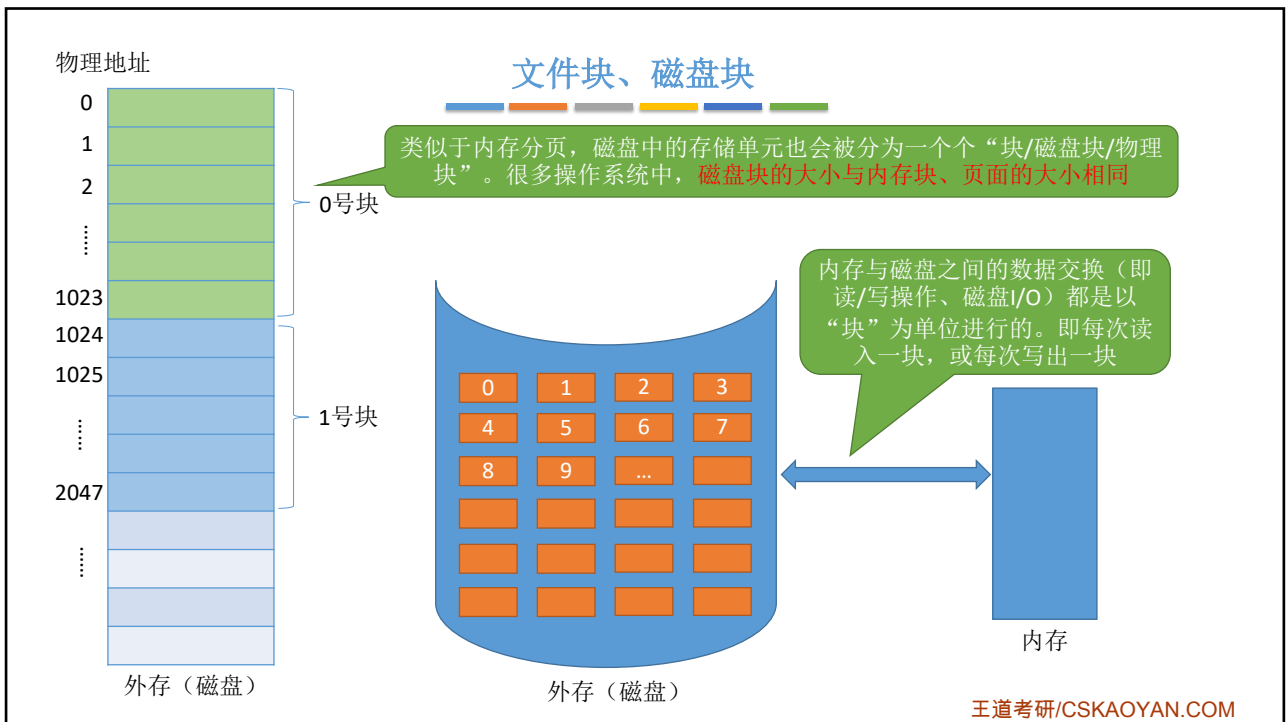 物理地址
文件块、磁盘块
0
1
2
……
1023
1024
1025
……
2047
……
0号块
1号块
外存（磁盘）
类似于内存分页，磁盘中的存储单元也会被分为一个个“块/磁盘块/物理
块”。很多操作系统中，磁盘块的大小与内存块、页面的大小相同
内存与磁盘之间的数据交换（即
读/写操作、磁盘I/O）都是以
“块”为单位进行的。即每次读
入一块，或每次写出一块
0 1 2 3
4 5 6 7
8 9 …
外存（磁盘）
内存
王道考研/CSKAOYAN.COM